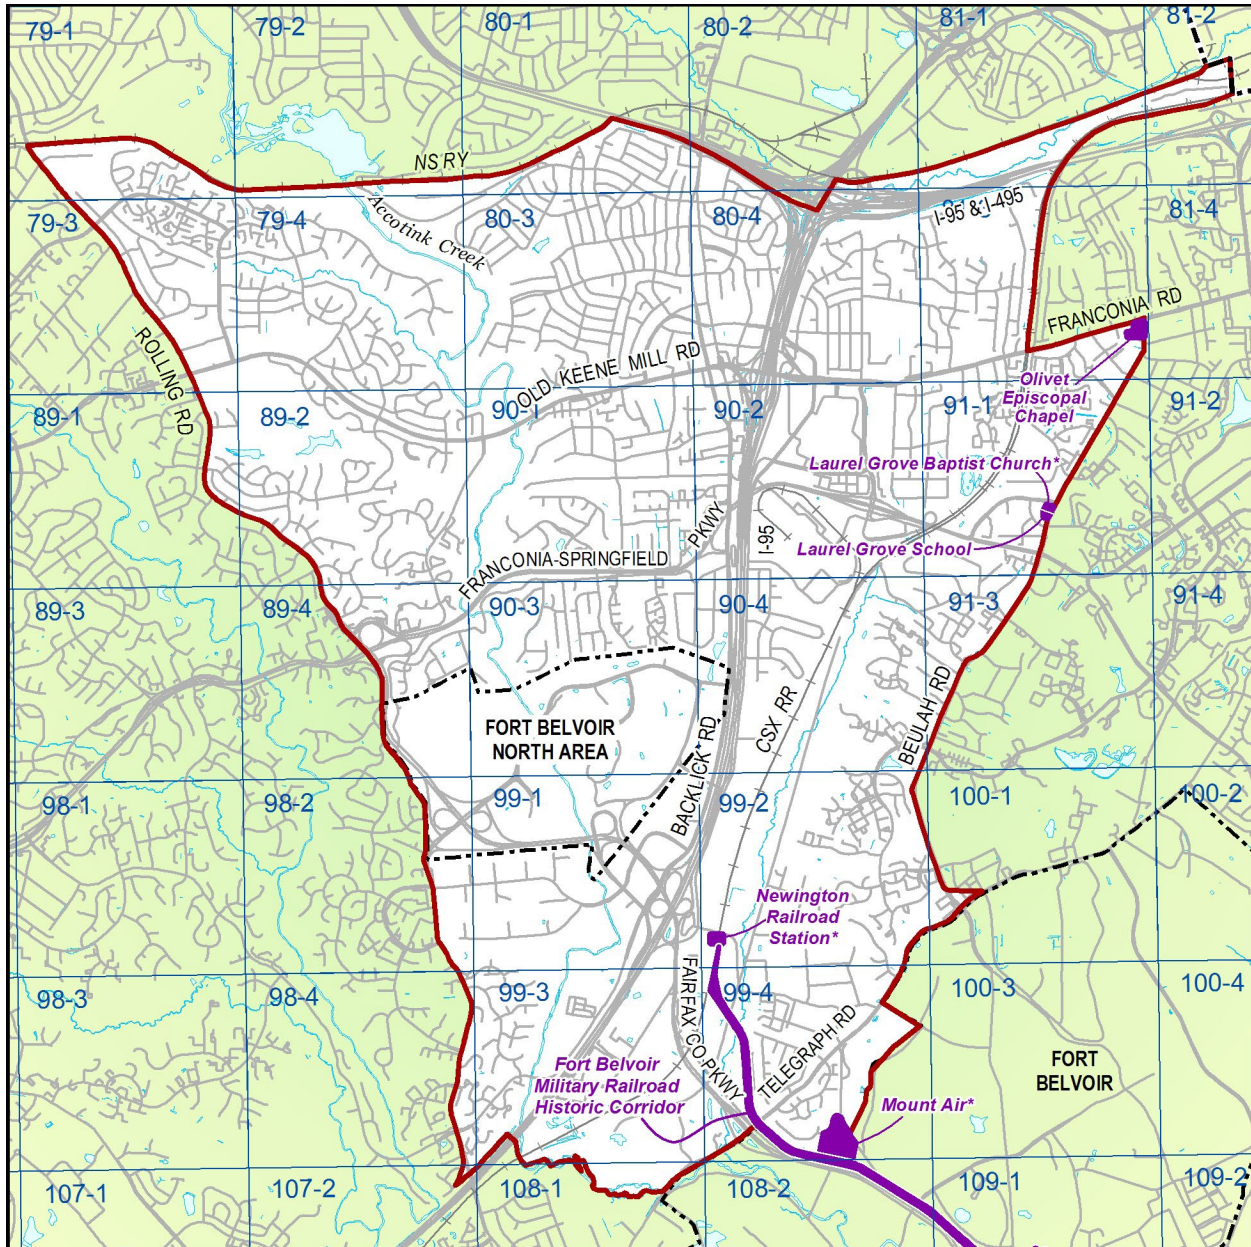 79-1
79-2
80-1
80-2
81-1
81-2
NS RY
Accotink Creek
79-3
79-4
80-3
80-4
I-95 & I-495
81-4
ROLLING RD
FRANCONIA RD
OLD KEENE MILL RD
Olivet
Episcopal
Chapel
89-1
89-2
90-1
90-2
91-1
91-2
Laurel Grove Baptist Church*
Laurel Grove School
I-95
FRANCONIA-SPRINGFIELD
PKWY
89-3
89-4
90-3
90-4
91-3
91-4
FORT BELVOIR
NORTH AREA
BACKLICK RD
CSX RR
BEULAH RD
98-1
98-2
99-1
99-2
100-1
100-2
Newington
Railroad
Station*
98-3
98-4
99-3
99-4
100-3
100-4
FAIRFAX CO PKWY
TELEGRAPH RD
Fort Belvoir
Military Railroad
Historic Corridor
Mount Air*
FORT
BELVOIR
107-1
107-2
108-1
108-2
109-1
109-2